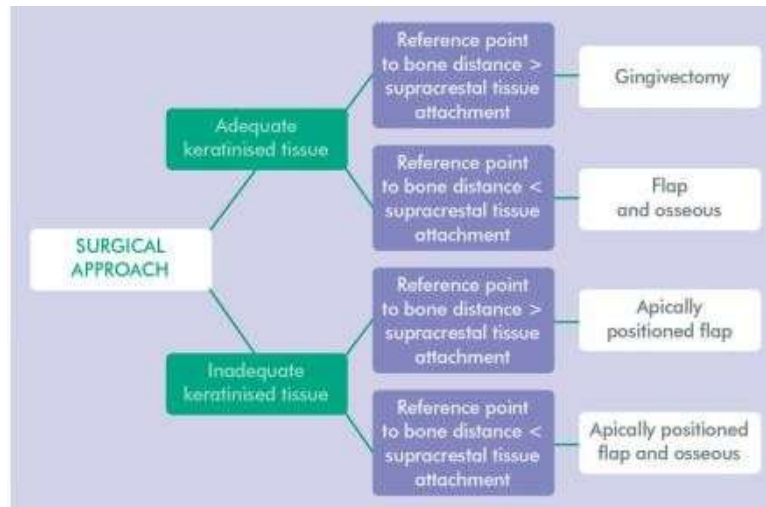 SURGICAL
APPROACH
Adequate
keratinised tissue
Reference point
to bone distance >
supracrestal tissue
attachment
Gingivectomy
Reference point
to bone distance <
supracrestal tissue
attachment
Flap
and osseous
Inadequate
keratinised tissue
Reference point
to bone distance >
supracrestal tissue
attachment
Apically
positioned flap
Reference point
to bone distance <
supracrestal tissue
attachment
Apically positioned
flap and osseous